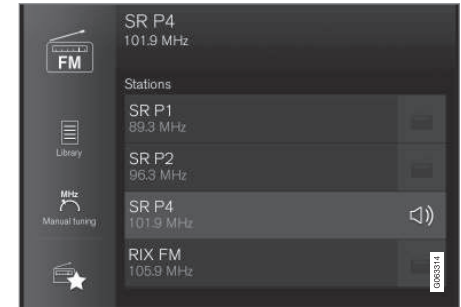 SR P4
101.9 MHz
FM
Stations
SR P1
89.3 MHz
Library
SR P2
96.3 MHz
MHz
Manual tuning
SR P4
101.9 MHz
RIX FM
105.9 MHz
G063314